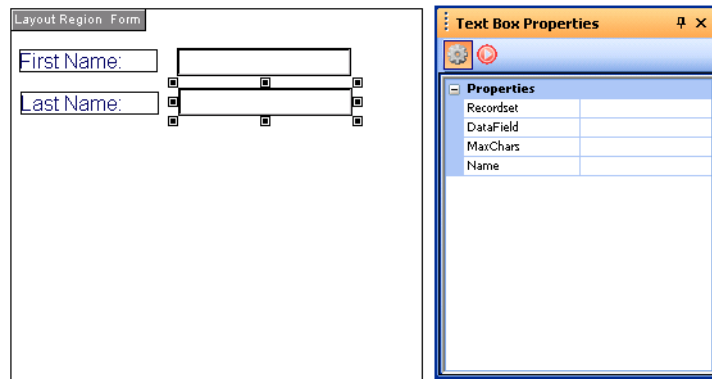 Layout Region Form
First Name:
Last Name:
Text Box Properties
Properties
Recordset
DataField
MaxChars
Name